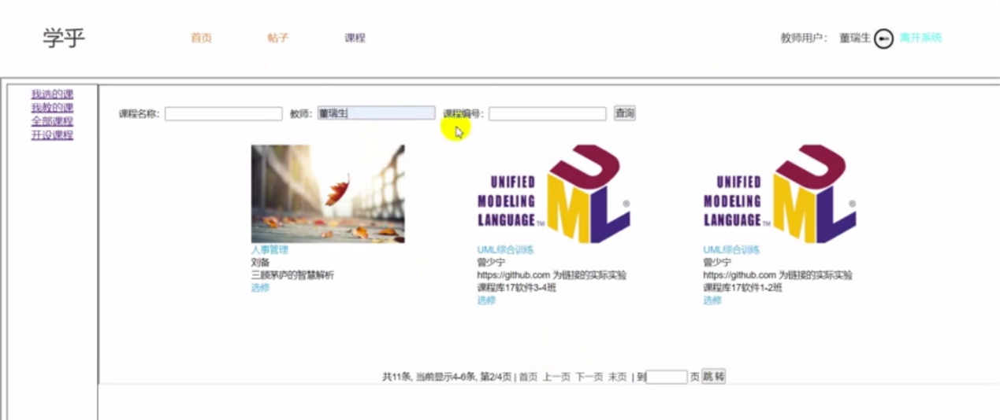 学乎 首页 帖子 课程 教师用户： 董瑞生 离开系统
我选的课
我教的课
全部课程
开设课程
课程名称： 教师： 董瑞生 课程编号： 查询
UNIFIED
MODELING
LANGUAGE™ UML®
UNIFIED
MODELING
LANGUAGE™ UML®
人事管理
刘备
三顾茅庐的智慧解析
选修
UML综合训练
曾少宁
https://github.com 为链接的实际实验
课程库17软件3-4班
选修
UML综合训练
曾少宁
https://github.com 为链接的实际实验
课程库17软件1-2班
选修
共11条, 当前显示4-6条, 第2/4页 | 首页 上一页 下一页 末页 | 到 页 跳 转